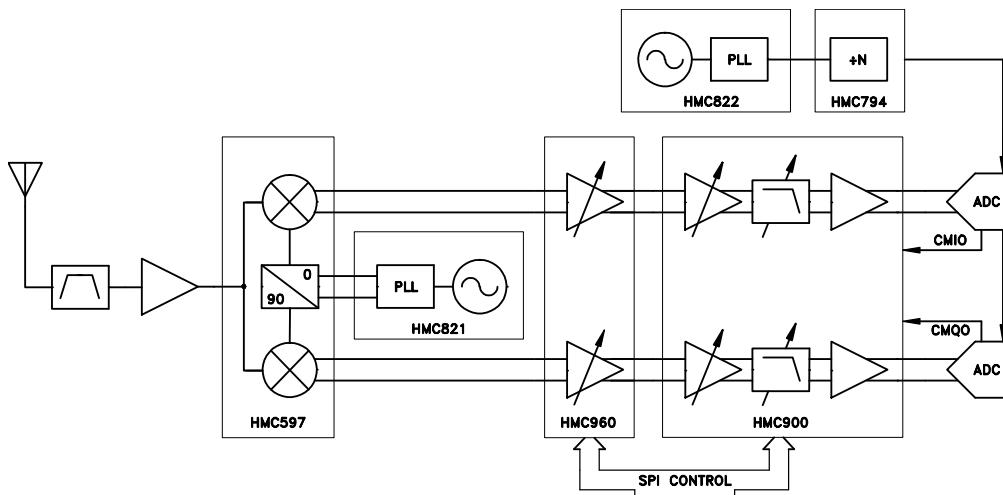 PLL
÷N
HMC822
HMC794
ADC
CMIO
0
90
PLL
HMC821
CMQO
ADC
HMC597
HMC960
HMC900
SPI CONTROL